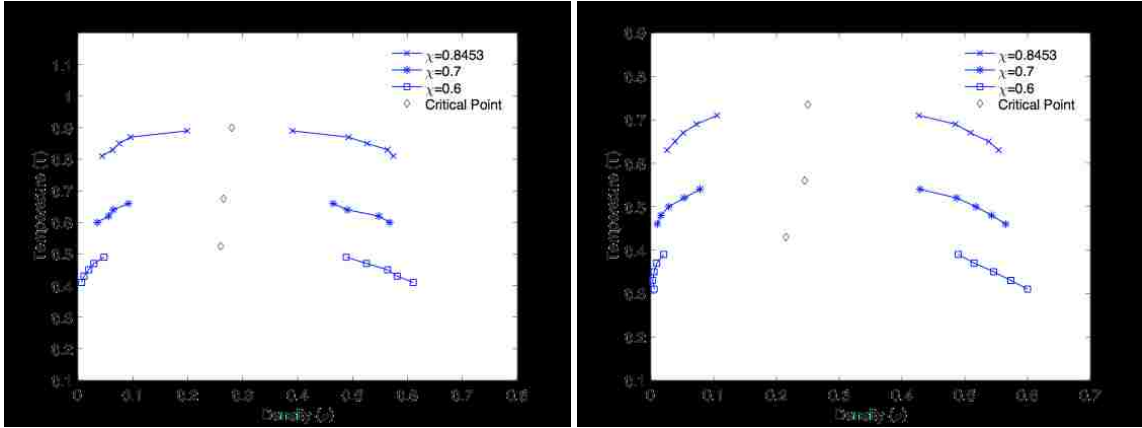 χ=0.8453
χ=0.7
χ=0.6
Critical Point
1.1
1
0.9
0.8
0.7
0.6
0.5
0.4
0.3
0.2
0.1
Temperature (T)
0 0.1 0.2 0.3 0.4 0.5 0.6 0.7 0.8
Density (ρ)
χ=0.8453
χ=0.7
χ=0.6
Critical Point
0.9
0.8
0.7
0.6
0.5
0.4
0.3
0.2
0.1
Temperature (T)
0 0.1 0.2 0.3 0.4 0.5 0.6 0.7
Density (ρ)